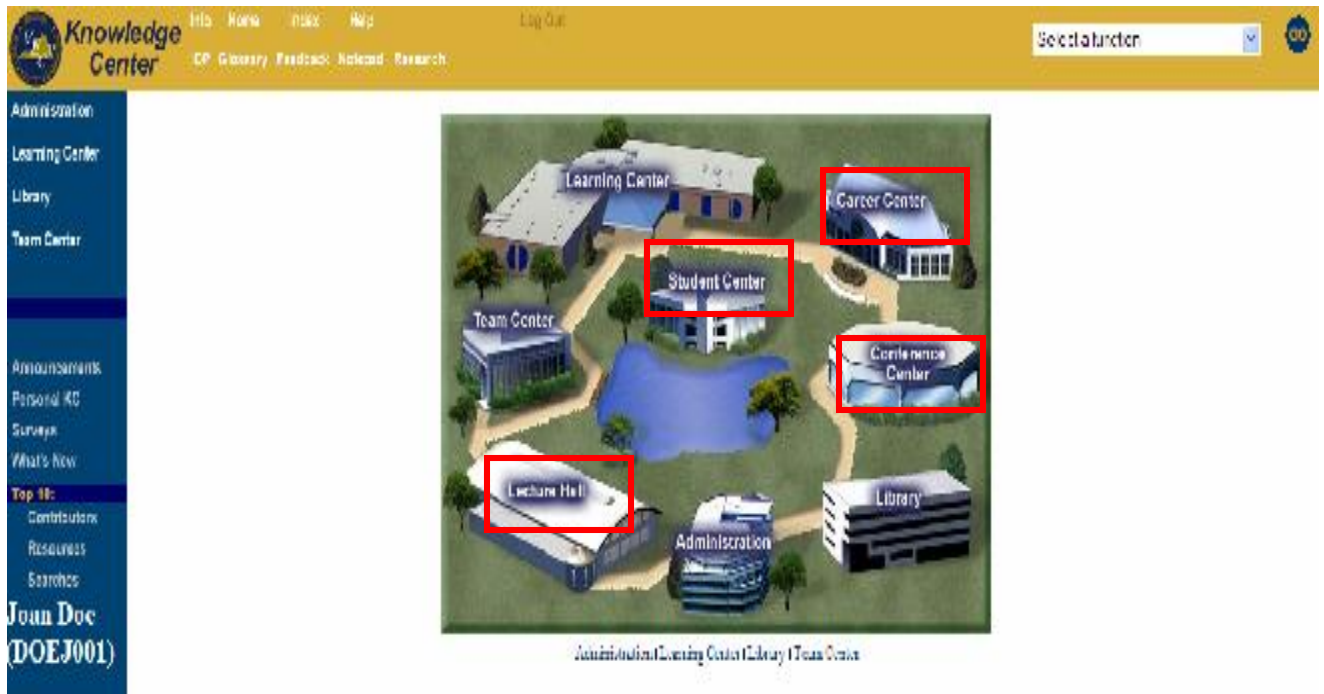 Knowledge
Center
Info Home Index Help Log Out
IDP Glossary Feedback Notepad Research
Select a function
Administration
Learning Center
Library
Team Center
Announcements
Personal KC
Surveys
What's New
Top 10:
Contributors
Resources
Searches
Joan Doe
(DOEJ001)
Learning Center
Career Center
Student Center
Team Center
Conference
Center
Lecture Hall
Library
Administration
Administration | Learning Center | Library | Team Center